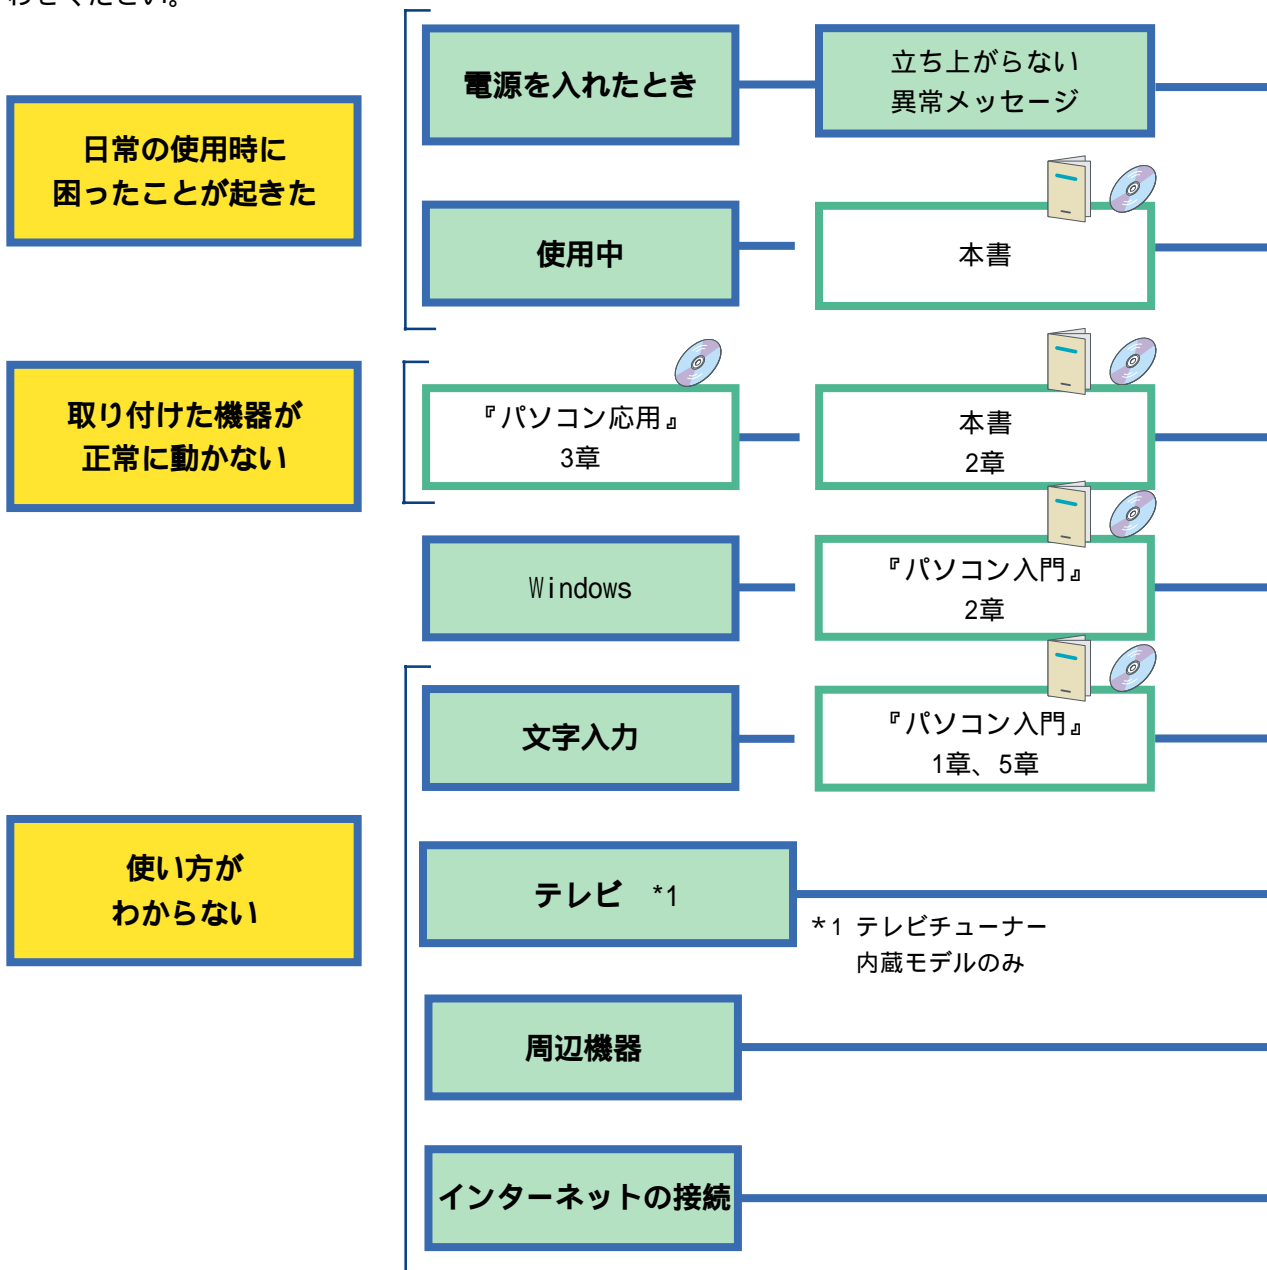 わせください。
電源を入れたとき
立ち上がらない
異常メッセージ
日常の使用時に
困ったことが起きた
使用中
本書
取り付けた機器が
正常に動かない
『パソコン応用』
3章
本書
2章
Windows
『パソコン入門』
2章
文字入力
『パソコン入門』
1章、5章
使い方が
わからない
テレビ *1
*1 テレビチューナー
内蔵モデルのみ
周辺機器
インターネットの接続